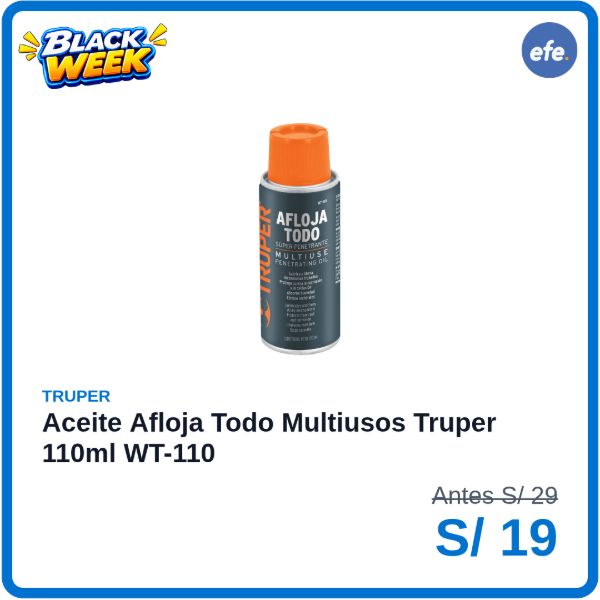 BLACK
WEEK
efe.
TRUPER
AFLOJA
TODO
SÚPER PENETRANTE
MULTIUSE
PENETRATING OIL
TRUPER
Aceite Afloja Todo Multiusos Truper
110ml WT-110
Antes S/ 29
S/ 19